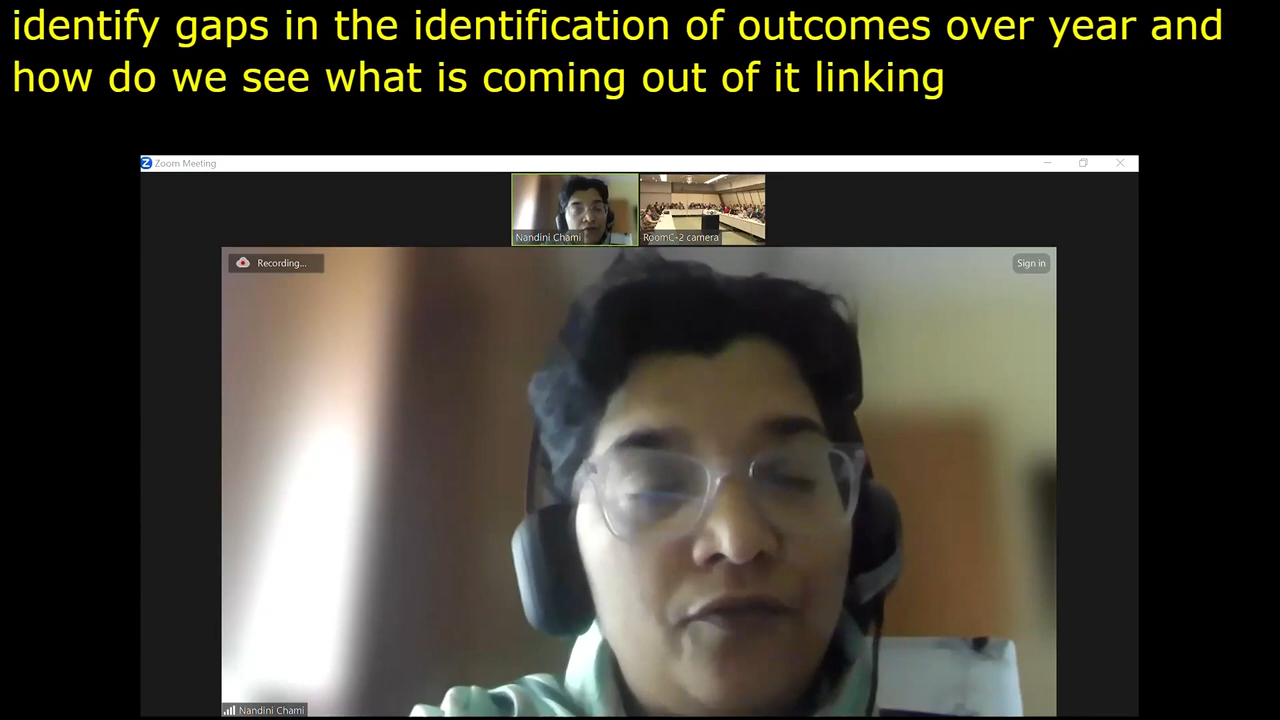 identify gaps in the identification of outcomes over year and
how do we see what is coming out of it linking
Zoom Meeting
Nandini Chami
RoomC-2 camera
Recording...
Sign in
Nandini Chami